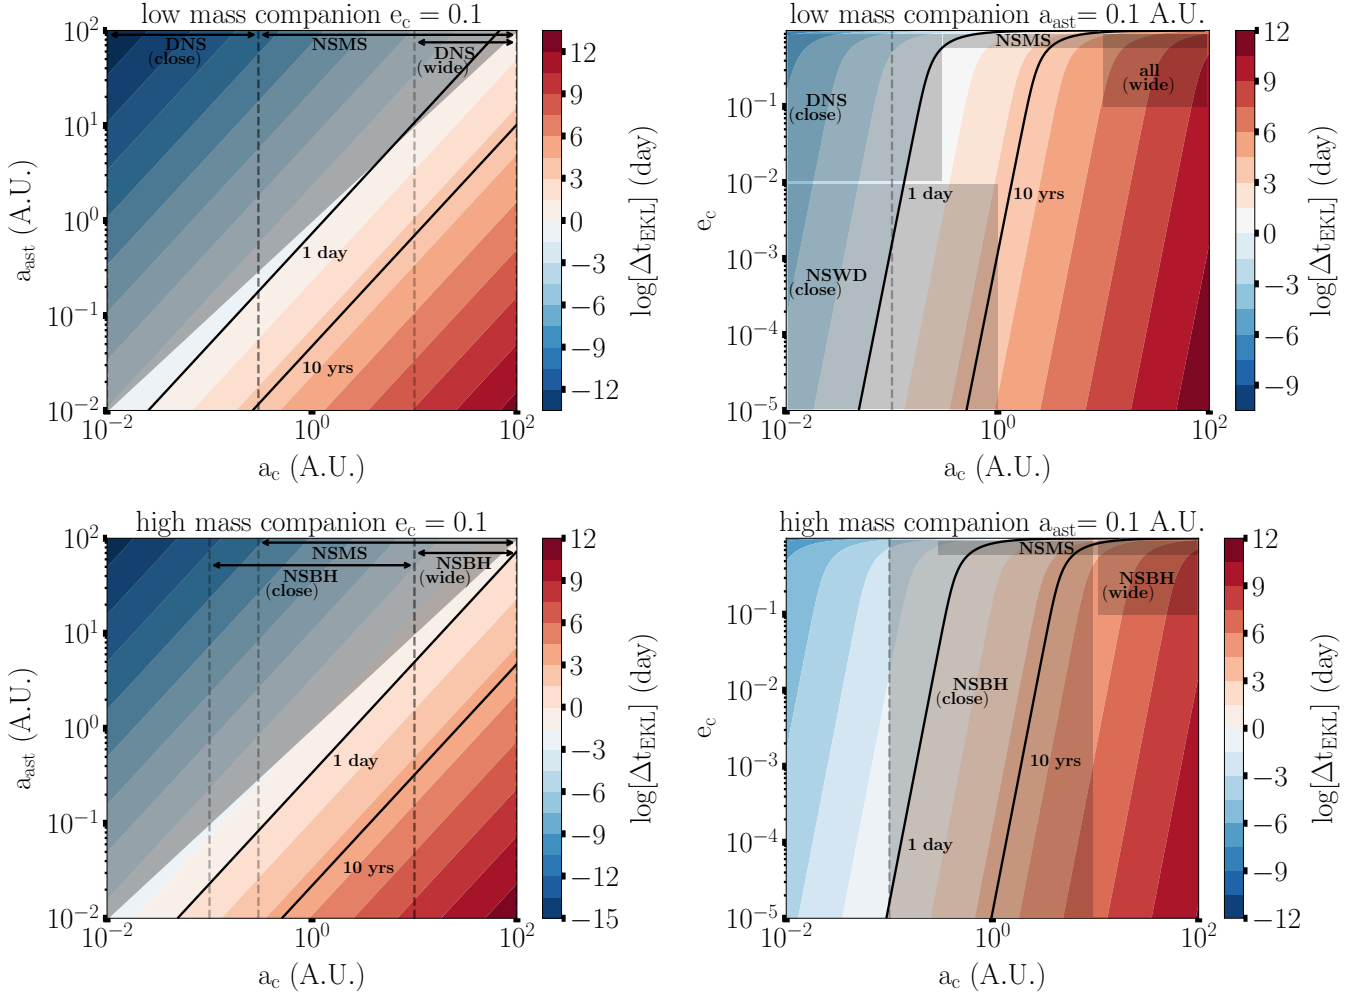 low mass companion e_c = 0.1
10^2
10^1
10^0
10^-1
10^-2
a_ast (A.U.)
10^-2
10^0
10^2
a_c (A.U.)
DNS
(close)
NSMS
DNS
(wide)
1 day
10 yrs
12
9
6
3
0
−3
−6
−9
−12
log[Δt_EKL] (day)
low mass companion a_ast = 0.1 A.U.
10^-1
10^-2
10^-3
10^-4
10^-5
e_c
10^-2
10^0
10^2
a_c (A.U.)
NSMS
all
(wide)
DNS
(close)
1 day
10 yrs
NSWD
(close)
12
9
6
3
0
−3
−6
−9
log[Δt_EKL] (day)
high mass companion e_c = 0.1
10^2
10^1
10^0
10^-1
10^-2
a_ast (A.U.)
10^-2
10^0
10^2
a_c (A.U.)
NSMS
NSBH
(close)
NSBH
(wide)
1 day
10 yrs
12
9
6
3
0
−3
−6
−9
−12
−15
log[Δt_EKL] (day)
high mass companion a_ast= 0.1 A.U.
10^-1
10^-2
10^-3
10^-4
10^-5
e_c
10^-2
10^0
10^2
a_c (A.U.)
NSMS
NSBH
(wide)
NSBH
(close)
10 yrs
1 day
12
9
6
3
0
−3
−6
−9
−12
log[Δt_EKL] (day)